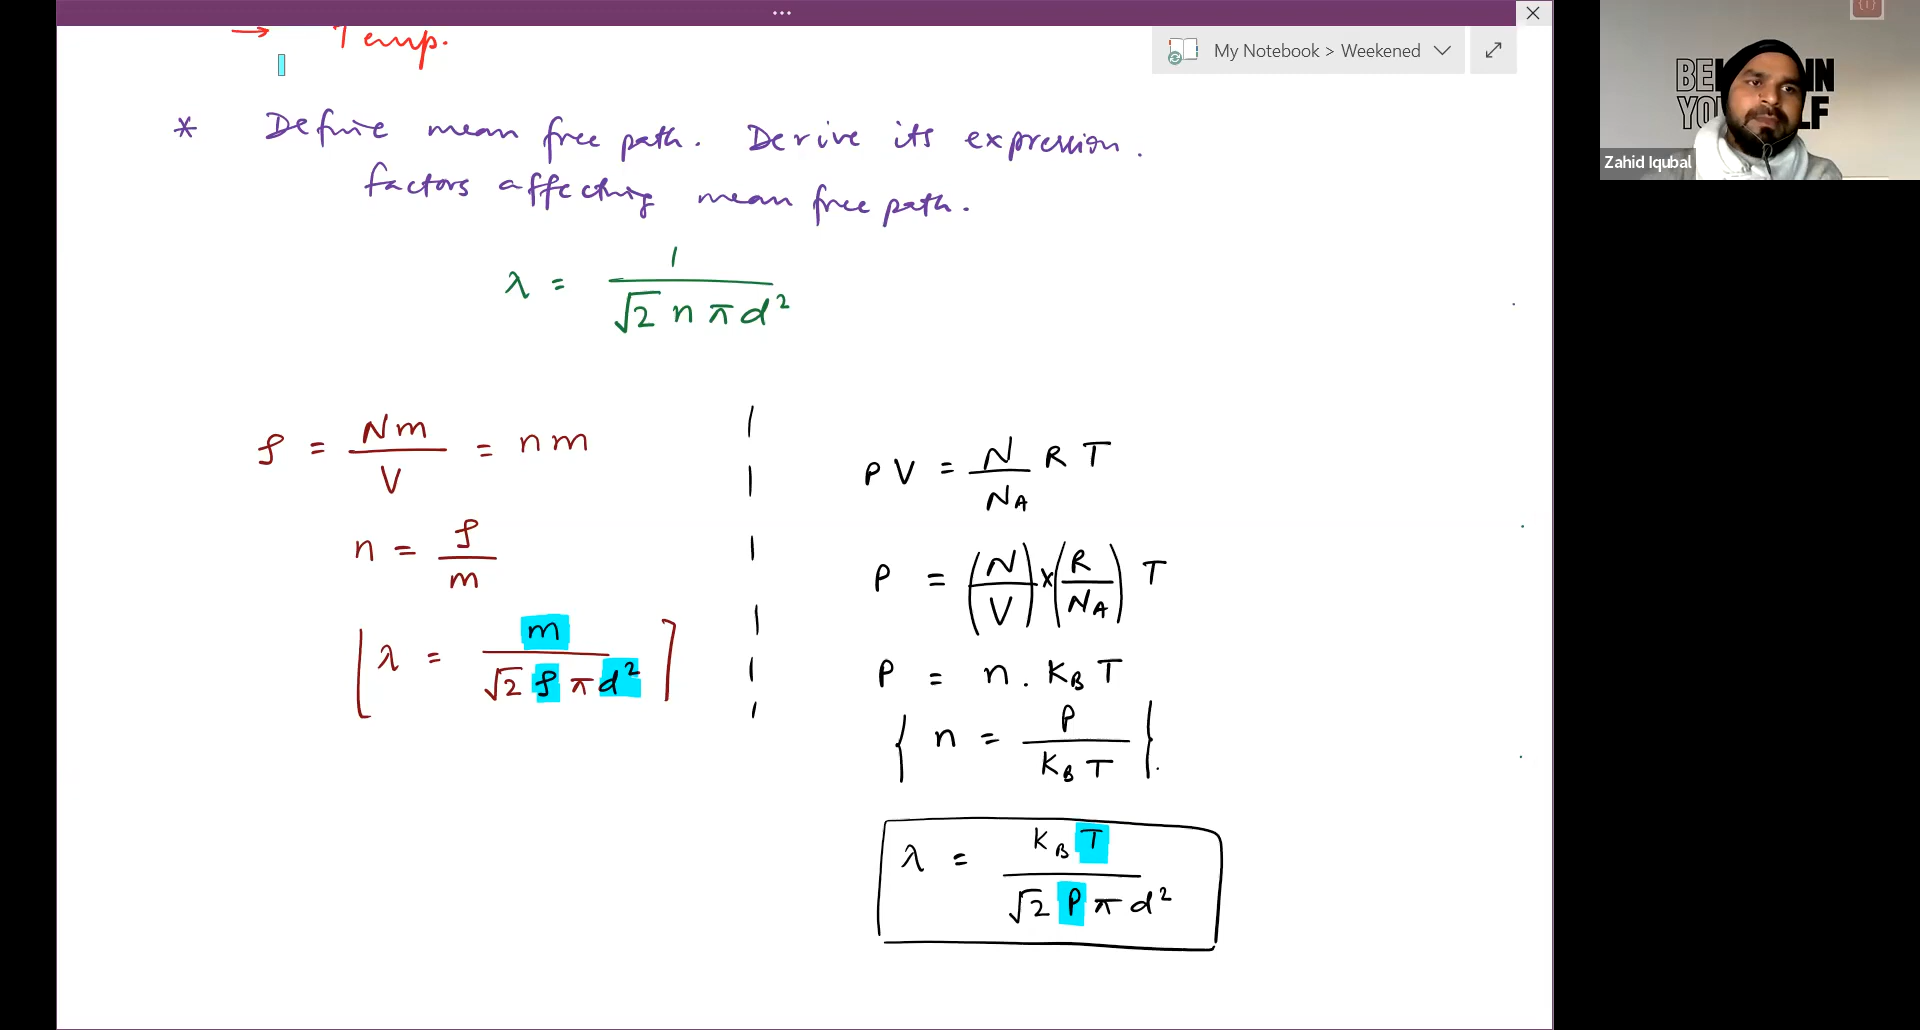 → Temp.
My Notebook > Weekened
* Define mean free path. Derive its expression.
factors affecting mean free path.
λ = 1 / √2 n π d²
ρ = Nm / V = nm
n = ρ / m
[ λ = m / √2 ρ π d² ]
PV = N / N_A R T
P = (N / V) × (R / N_A) T
P = n . K_B T
{ n = P / K_B T }.
λ = K_B T / √2 P π d²
Zahid Iqubal